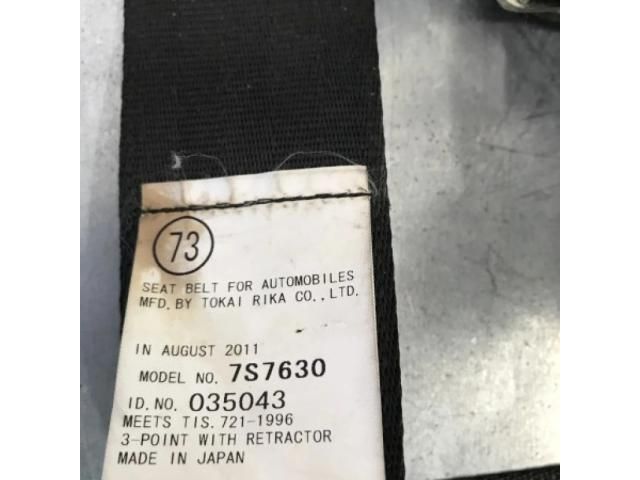 73
SEAT BELT FOR AUTOMOBILES
MFD. BY TOKAI RIKA CO., LTD.
IN AUGUST 2011
MODEL NO. 7S7630
ID. NO. 035043
MEETS TIS. 721-1996
3-POINT WITH RETRACTOR
MADE IN JAPAN